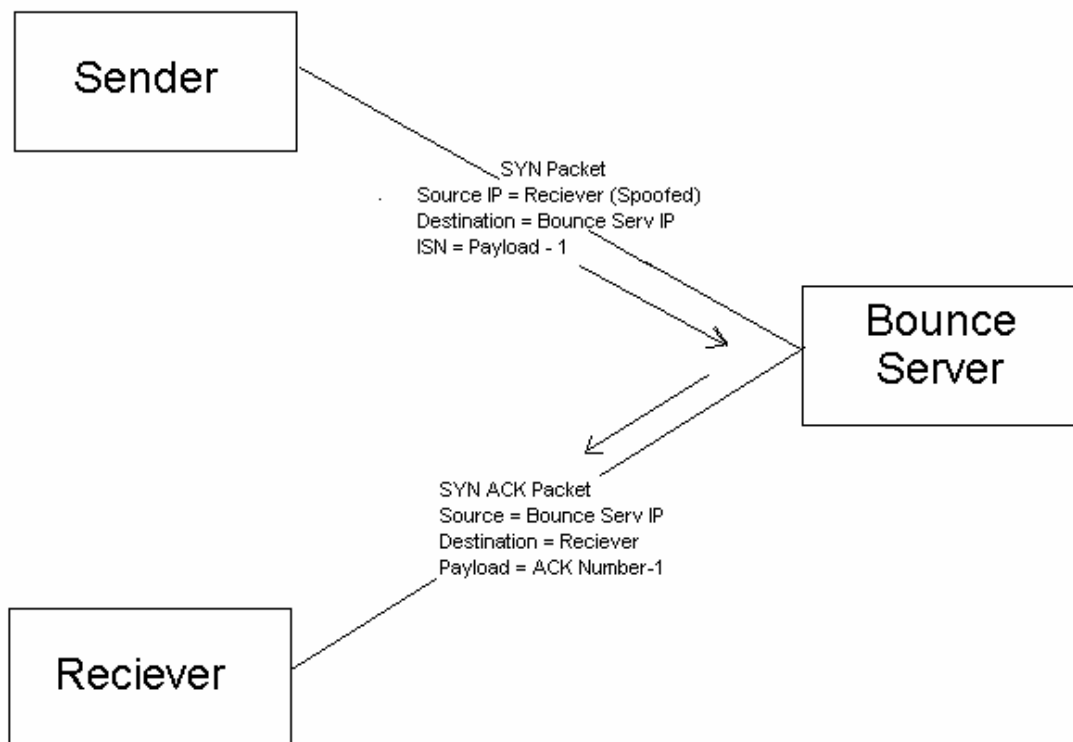 Sender
SYN Packet
Source IP = Reciever (Spoofed)
Destination = Bounce Serv IP
ISN = Payload - 1
Bounce
Server
SYN ACK Packet
Source = Bounce Serv IP
Destination = Reciever
Payload = ACK Number-1
Reciever